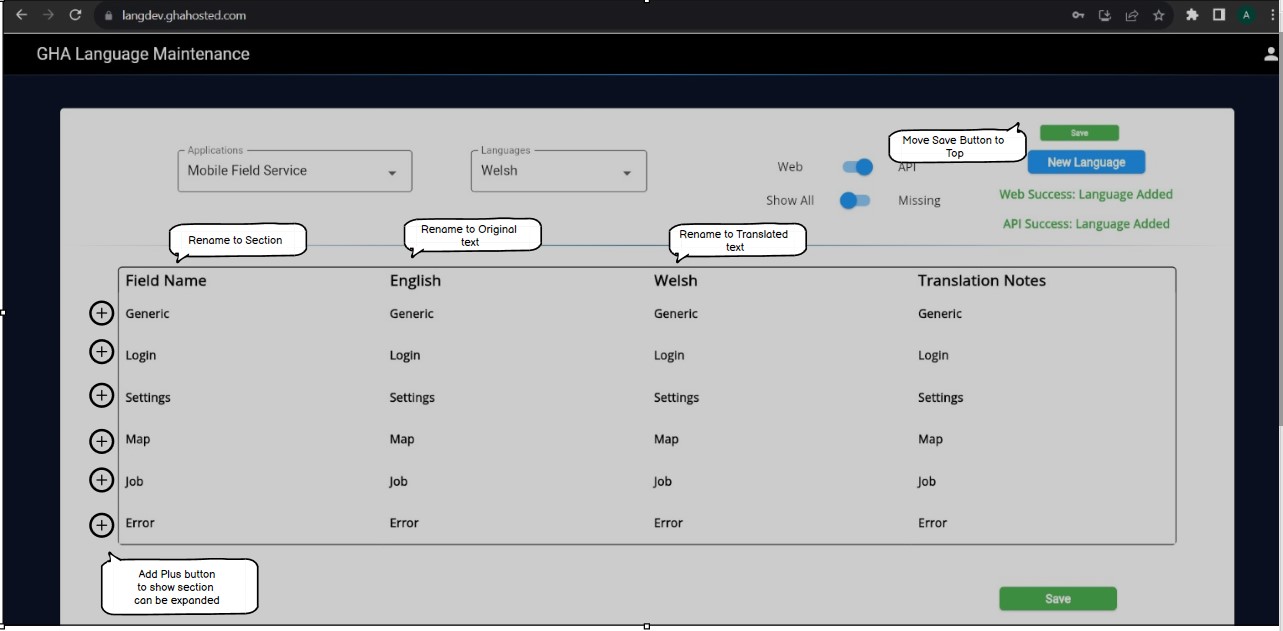 langdev.ghahosted.com
A
GHA Language Maintenance
Move Save Button to
Top
Save
Applications
Mobile Field Service
Languages
Welsh
Web
API
New Language
Show All
Missing
Web Success: Language Added
API Success: Language Added
Rename to Section
Rename to Original
text
Rename to Translated
text
Field Name English Welsh Translation Notes
Generic Generic Generic Generic
Login Login Login Login
Settings Settings Settings Settings
Map Map Map Map
Job Job Job Job
Error Error Error Error
Add Plus button
to show section
can be expanded
Save